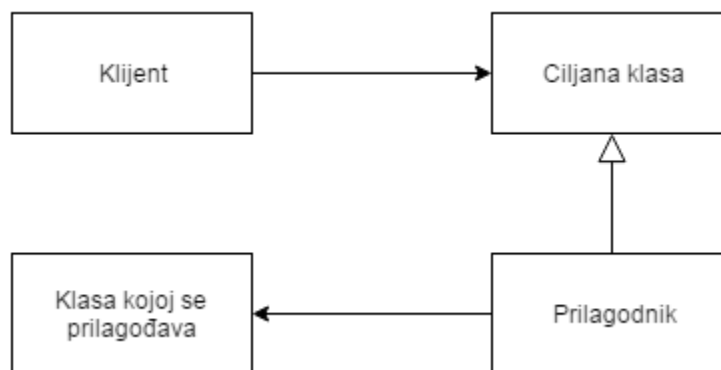 Klijent
Ciljana klasa
Klasa kojoj se
prilagođava
Prilagodnik